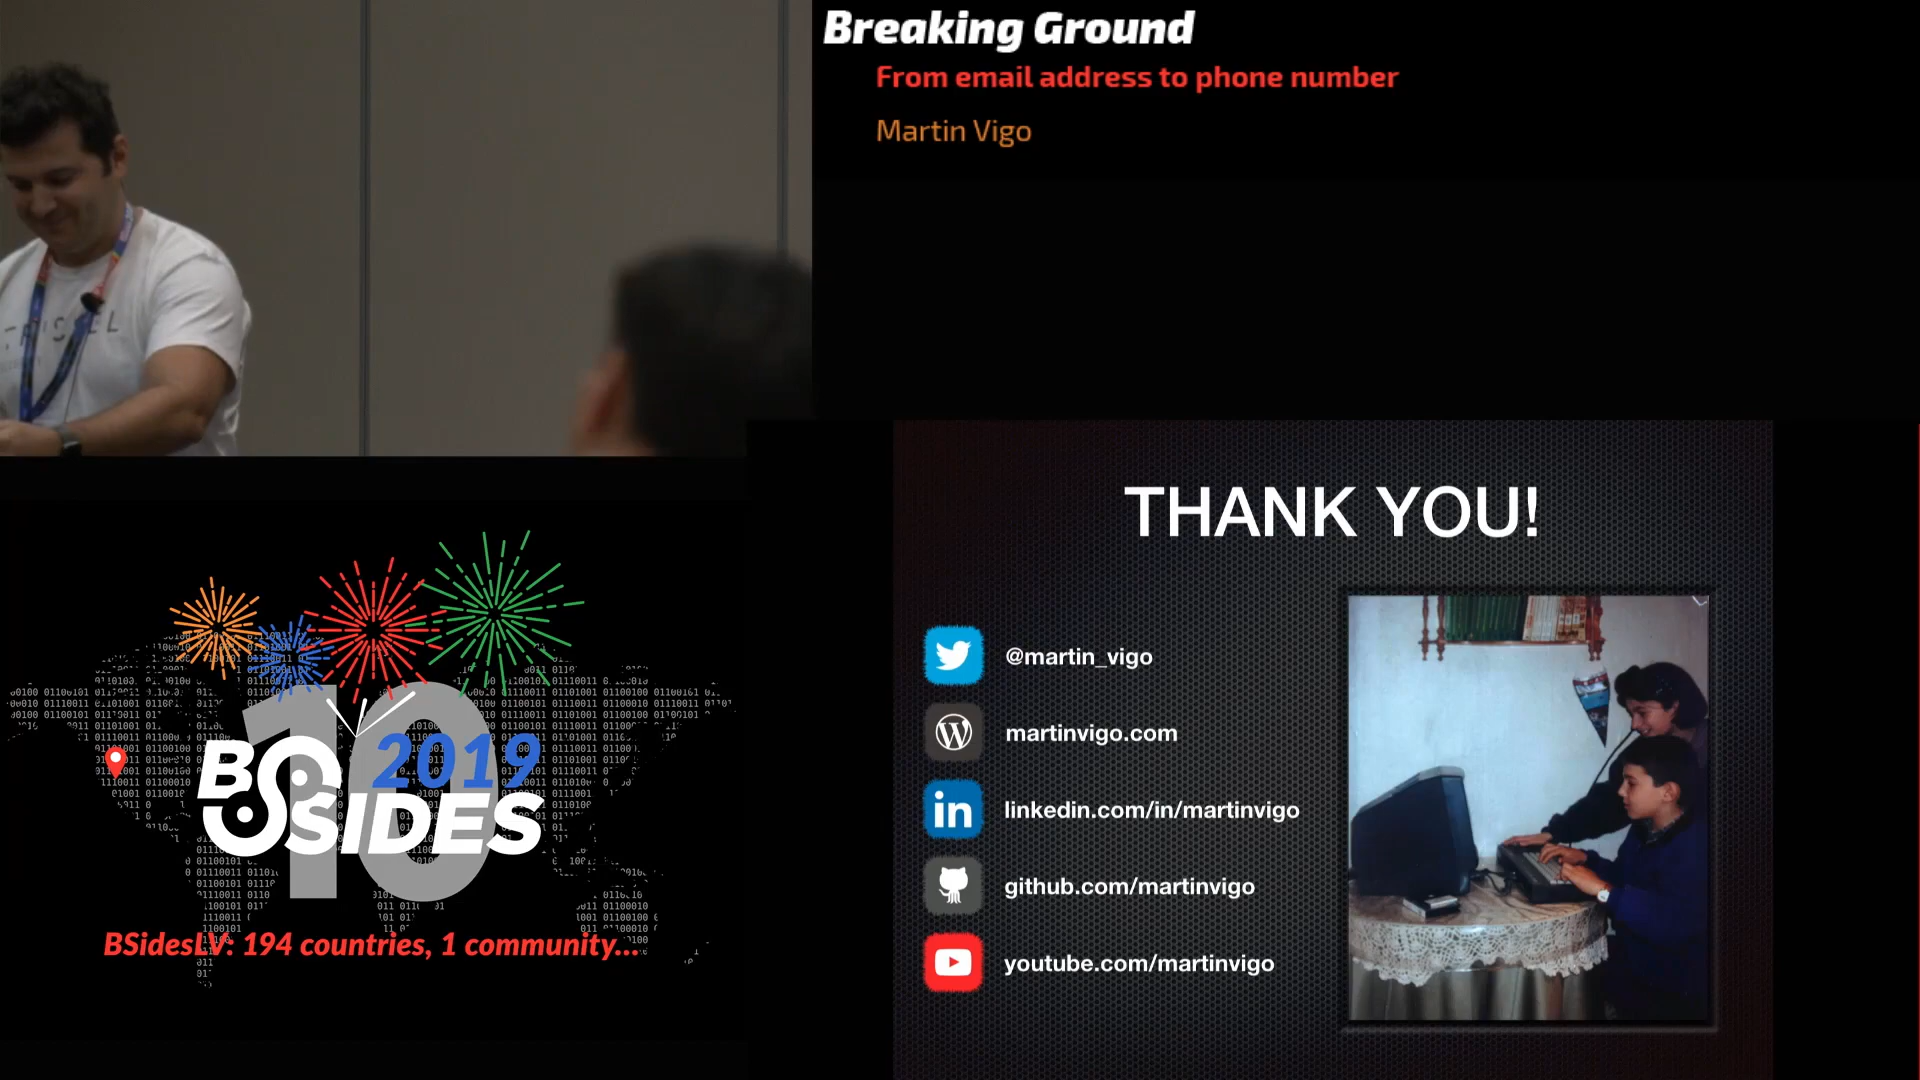 Breaking Ground
From email address to phone number
Martin Vigo
THANK YOU!
@martin_vigo
martinvigo.com
linkedin.com/in/martinvigo
github.com/martinvigo
youtube.com/martinvigo
10
2019
BSIDES
BSidesLV: 194 countries, 1 community...